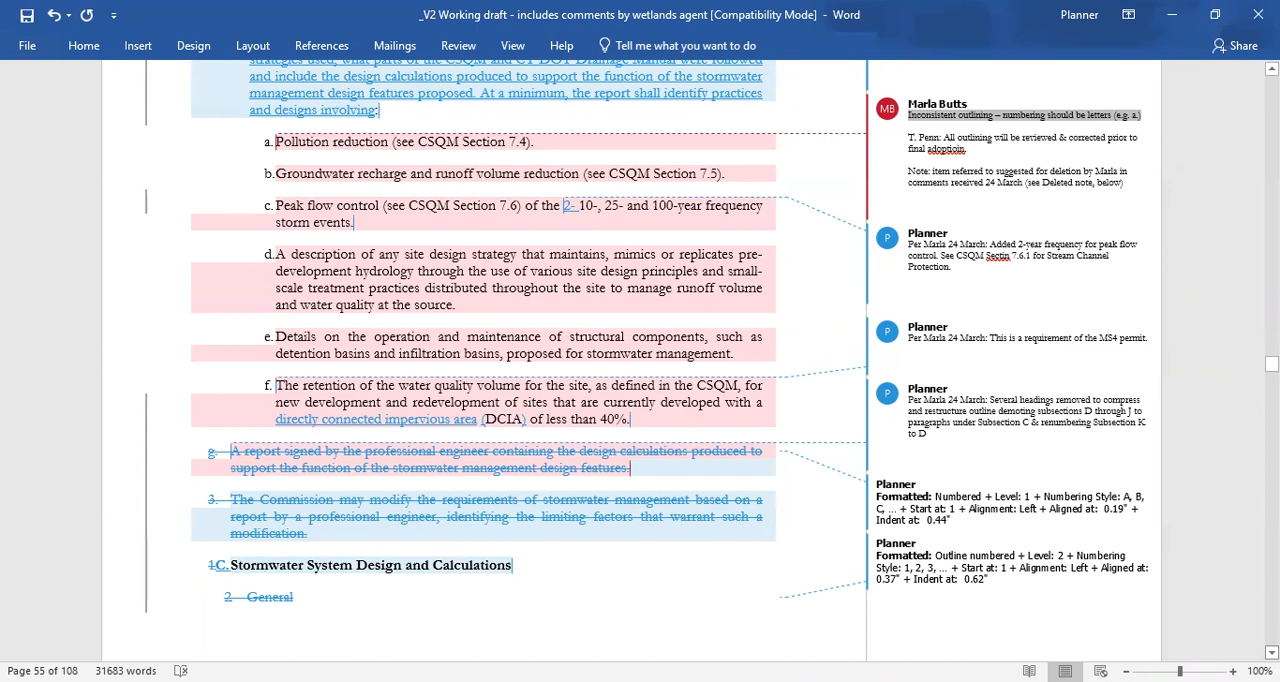 _V2 Working draft - includes comments by wetlands agent [Compatibility Mode] - Word
Planner
File Home Insert Design Layout References Mailings Review View Help Tell me what you want to do Share
strategies used, what parts of the CSQM and CT DOT Drainage Manual were followed
and include the design calculations produced to support the function of the stormwater
management design features proposed. At a minimum, the report shall identify practices
and designs involving:
a. Pollution reduction (see CSQM Section 7.4).
b. Groundwater recharge and runoff volume reduction (see CSQM Section 7.5).
c. Peak flow control (see CSQM Section 7.6) of the 2- 10-, 25- and 100-year frequency
storm events.
d. A description of any site design strategy that maintains, mimics or replicates pre-
development hydrology through the use of various site design principles and small-
scale treatment practices distributed throughout the site to manage runoff volume
and water quality at the source.
e. Details on the operation and maintenance of structural components, such as
detention basins and infiltration basins, proposed for stormwater management.
f. The retention of the water quality volume for the site, as defined in the CSQM, for
new development and redevelopment of sites that are currently developed with a
directly connected impervious area (DCIA) of less than 40%.
g. A report signed by the professional engineer containing the design calculations produced to
support the function of the stormwater management design features.
3. The Commission may modify the requirements of stormwater management based on a
report by a professional engineer, identifying the limiting factors that warrant such a
modification.
1C. Stormwater System Design and Calculations
2 General
MB
Marla Butts
Inconsistent outlining – numbering should be letters (e.g. a.)
T. Penn: All outlining will be reviewed & corrected prior to
final adoptioin.
Note: item referred to suggested for deletion by Marla in
comments received 24 March (see Deleted note, below)
P
Planner
Per Marla 24 March: Added 2-year frequency for peak flow
control. See CSQM Sectin 7.6.1 for Stream Channel
Protection.
P
Planner
Per Marla 24 March: This is a requirement of the MS4 permit.
P
Planner
Per Marla 24 March: Several headings removed to compress
and restructure outline demoting subsections D through J to
paragraphs under Subsection C & renumbering Subsection K
to D
Planner
Formatted: Numbered + Level: 1 + Numbering Style: A, B,
C, ... + Start at: 1 + Alignment: Left + Aligned at: 0.19" +
Indent at: 0.44"
Planner
Formatted: Outline numbered + Level: 2 + Numbering
Style: 1, 2, 3, ... + Start at: 1 + Alignment: Left + Aligned at:
0.37" + Indent at: 0.62"
Page 55 of 108 31683 words 100%